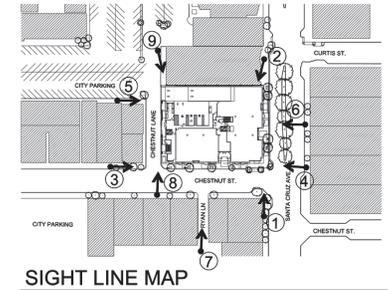 9
2
CURTIS ST.
CITY PARKING
5
CHESTNUT LANE
6
3
8
CHESTNUT ST.
4
SANTA CRUZ AVE
RYAN LN
1
CITY PARKING
CHESTNUT ST.
7
SIGHT LINE MAP